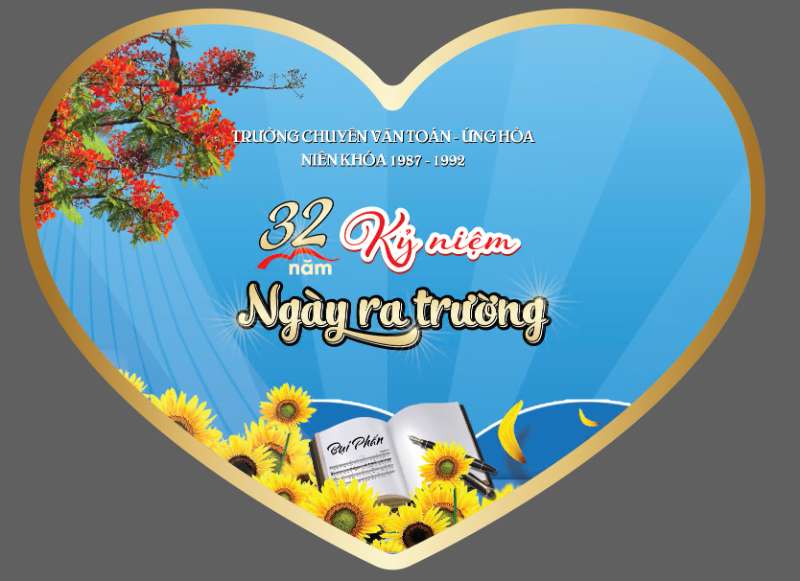 TRƯỜNG CHUYÊN VĂN TOÁN - ỨNG HÒA
NIÊN KHÓA 1987 - 1992
32 năm Kỷ niệm
Ngày ra trường
Bụi Phấn